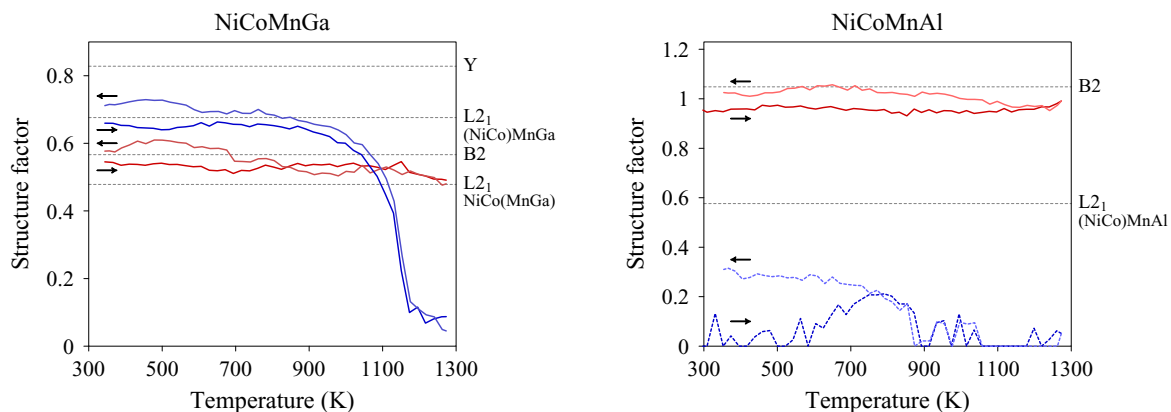 NiCoMnGa
Structure factor
0.8
0.6
0.4
0.2
0
300
500
700
900
1100
1300
Temperature (K)
Y
L2₁
(NiCo)MnGa
B2
L2₁
NiCo(MnGa)
NiCoMnAl
Structure factor
1.2
1
0.8
0.6
0.4
0.2
0
300
500
700
900
1100
1300
Temperature (K)
B2
L2₁
(NiCo)MnAl